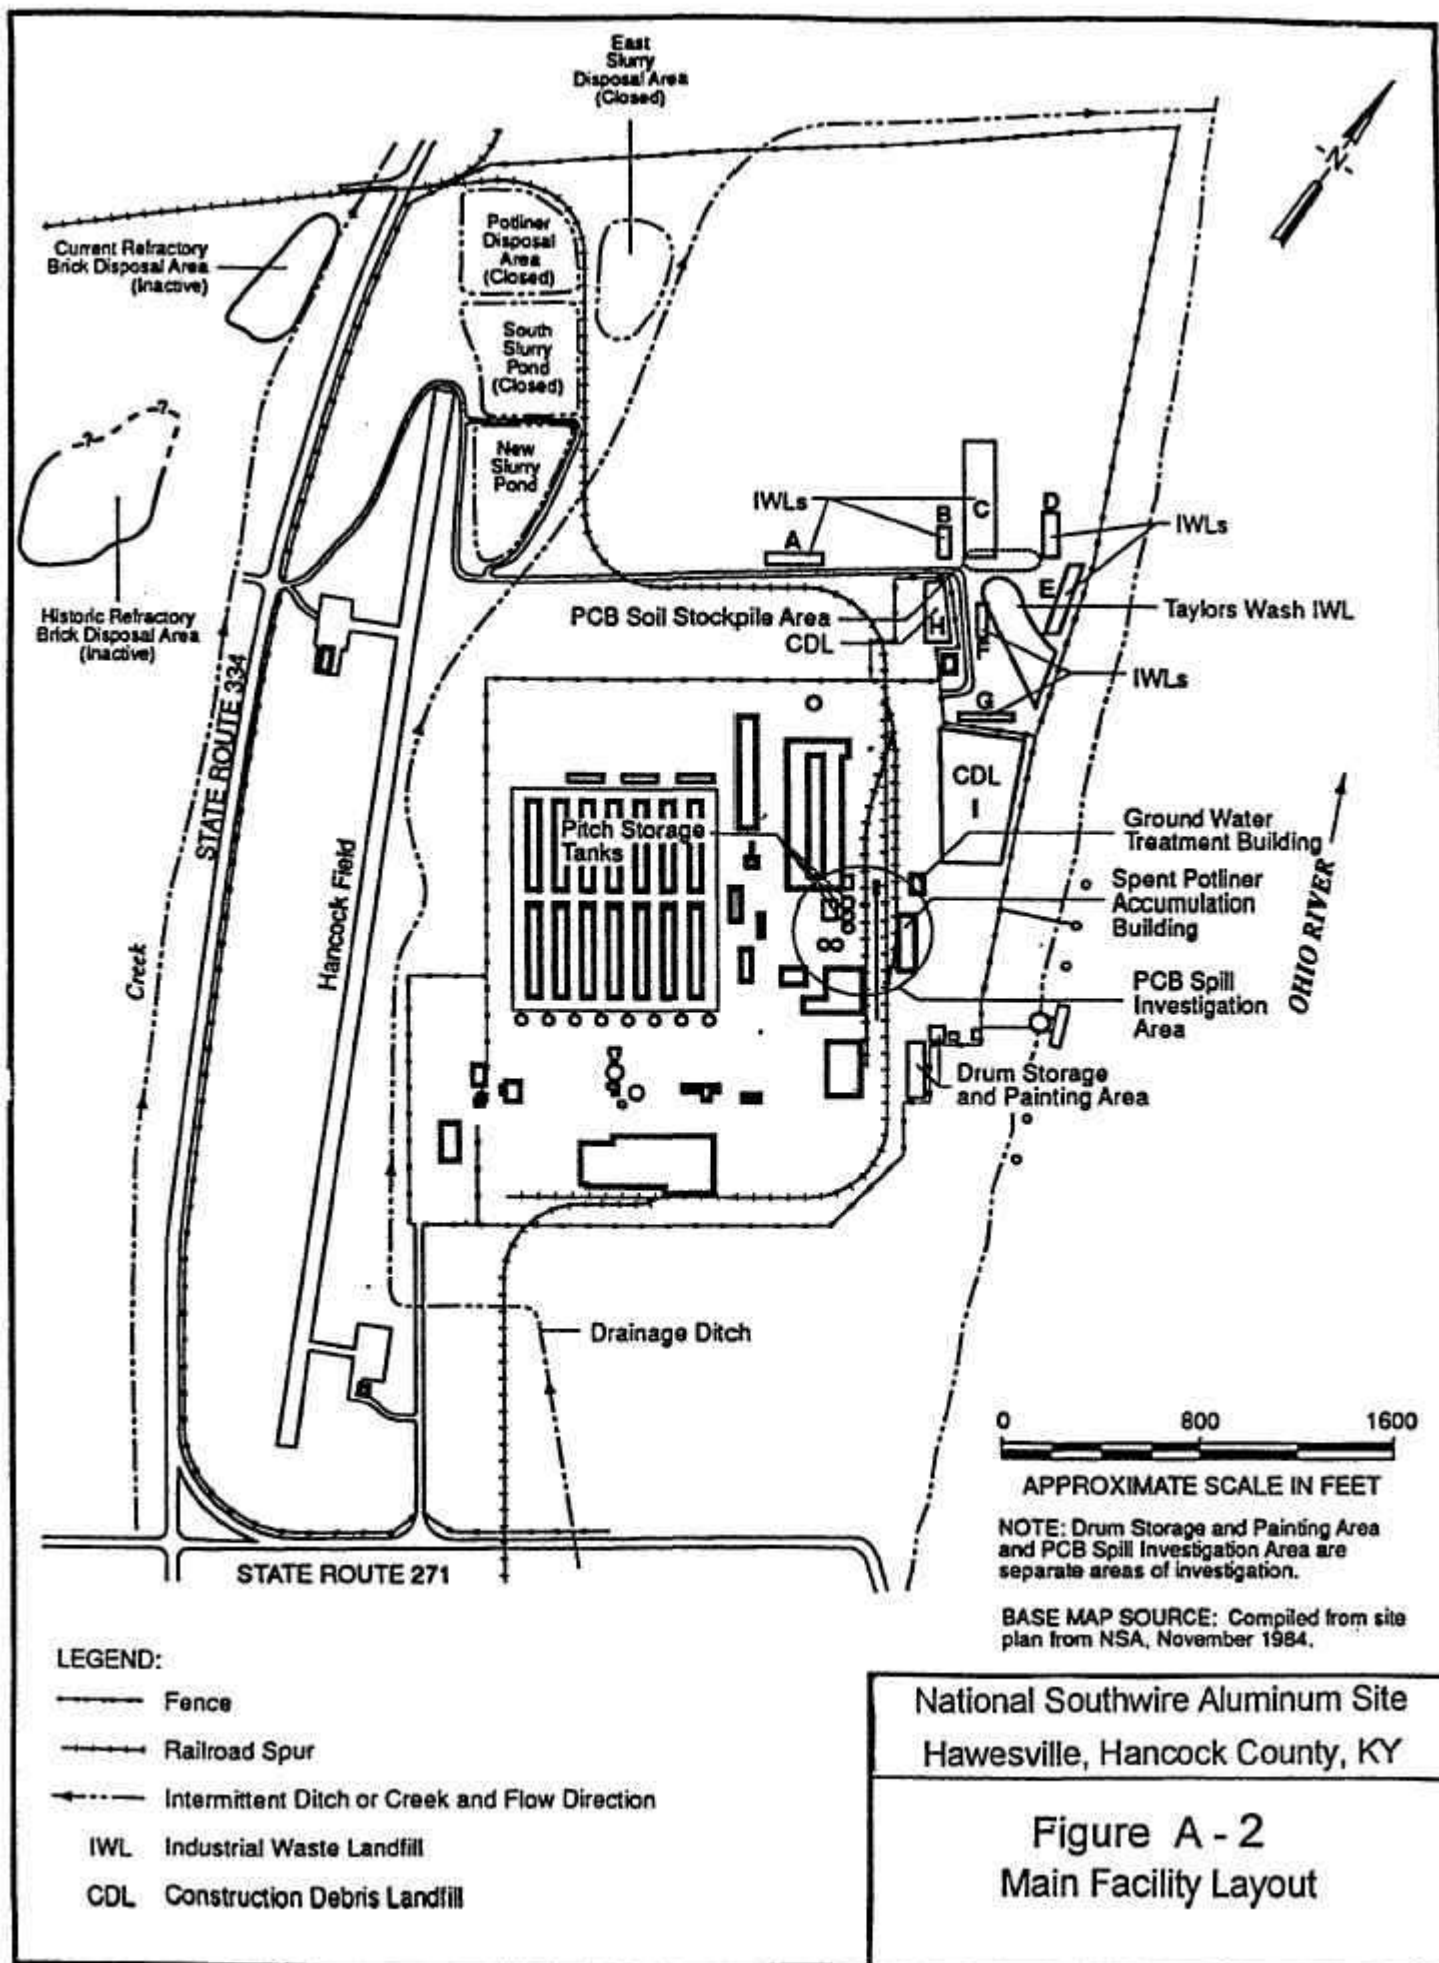 East
Slurry
Disposal Area
(Closed)
N
Potliner
Disposal
Area
(Closed)
Current Refractory
Brick Disposal Area
(Inactive)
South
Slurry
Pond
(Closed)
-?-
-?-
New
Slurry
Pond
IWLs
A
B
C
D
IWLs
E
Historic Refractory
Brick Disposal Area
(Inactive)
PCB Soil Stockpile Area
CDL
H
F
Taylors Wash IWL
IWLs
G
STATE ROUTE 334
CDL
I
Pitch Storage
Tanks
Ground Water
Treatment Building
Spent Potliner
Accumulation
Building
OHIO RIVER
Hancock Field
Creek
PCB Spill
Investigation
Area
Drum Storage
and Painting Area
Drainage Ditch
0 800 1600
APPROXIMATE SCALE IN FEET
NOTE: Drum Storage and Painting Area
and PCB Spill Investigation Area are
separate areas of investigation.
STATE ROUTE 271
BASE MAP SOURCE: Compiled from site
plan from NSA, November 1984.
LEGEND:
Fence
Railroad Spur
Intermittent Ditch or Creek and Flow Direction
IWL Industrial Waste Landfill
CDL Construction Debris Landfill
National Southwire Aluminum Site
Hawesville, Hancock County, KY
Figure A - 2
Main Facility Layout